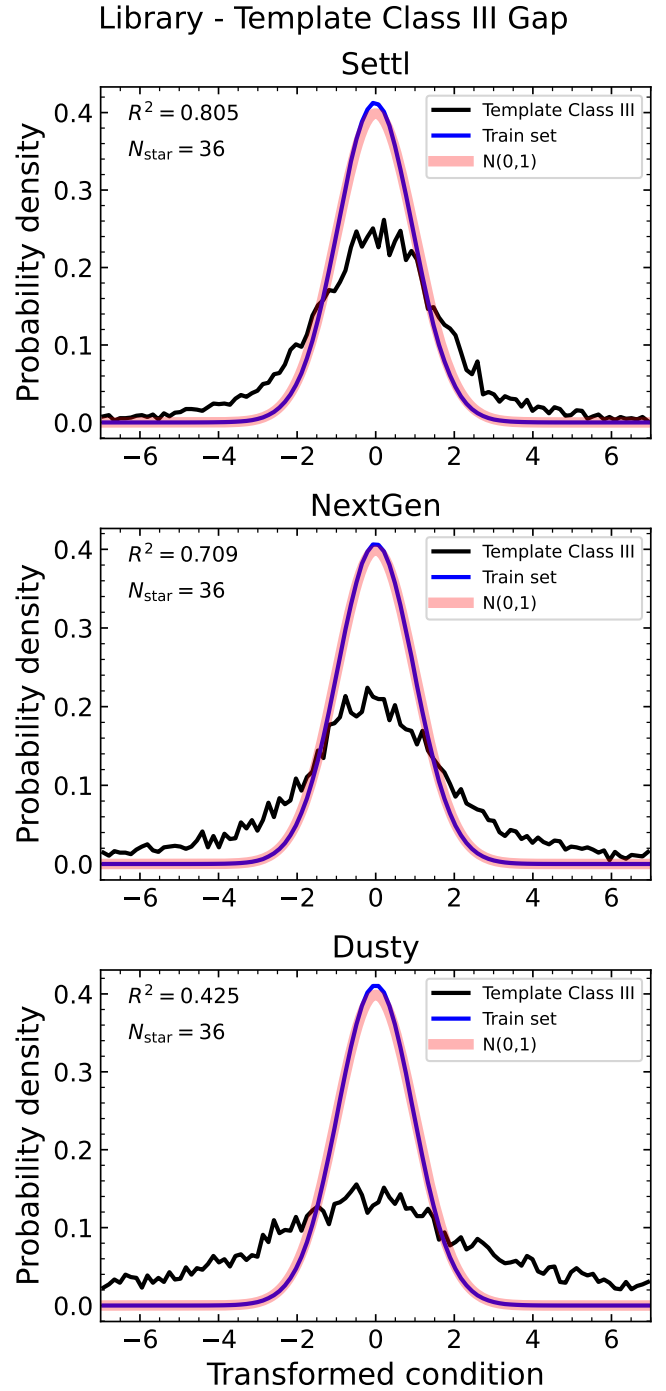 Library - Template Class III Gap
Settl
R² = 0.805
N_star = 36
Template Class III
Train set
N(0,1)
Probability density
0.4
0.3
0.2
0.1
0.0
−6 −4 −2 0 2 4 6
NextGen
R² = 0.709
N_star = 36
Template Class III
Train set
N(0,1)
Probability density
0.4
0.3
0.2
0.1
0.0
−6 −4 −2 0 2 4 6
Dusty
R² = 0.425
N_star = 36
Template Class III
Train set
N(0,1)
Probability density
0.4
0.3
0.2
0.1
0.0
−6 −4 −2 0 2 4 6
Transformed condition